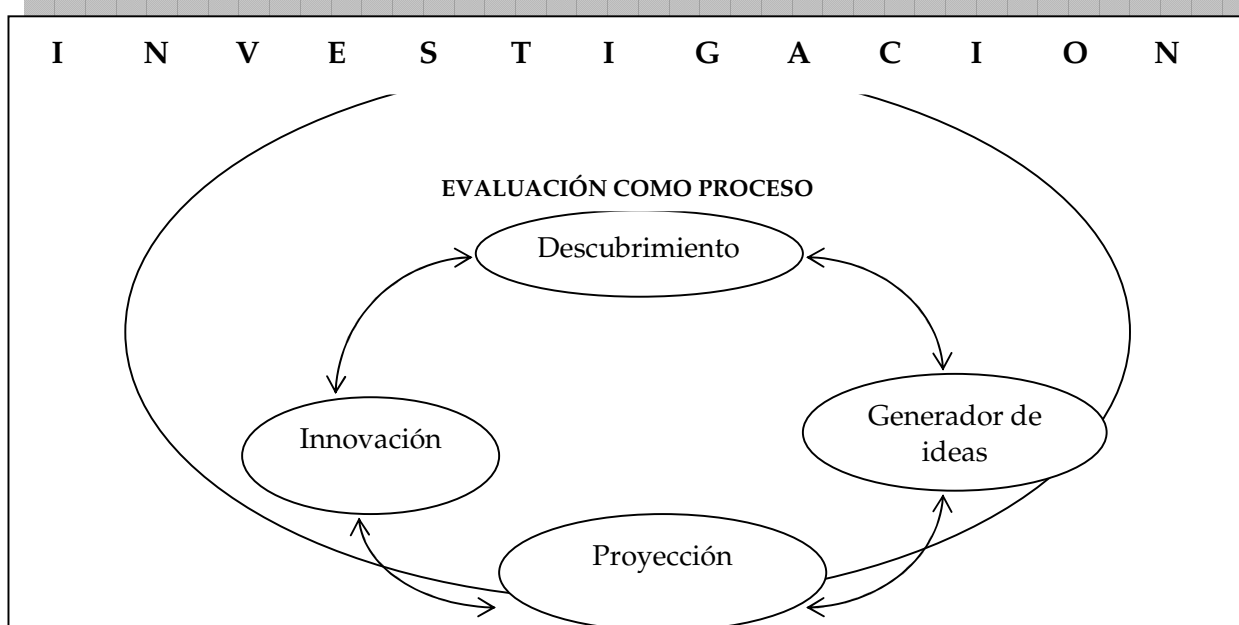 I N V E S T I G A C I O N
EVALUACIÓN COMO PROCESO
Descubrimiento
Generador de
ideas
Innovación
Proyección